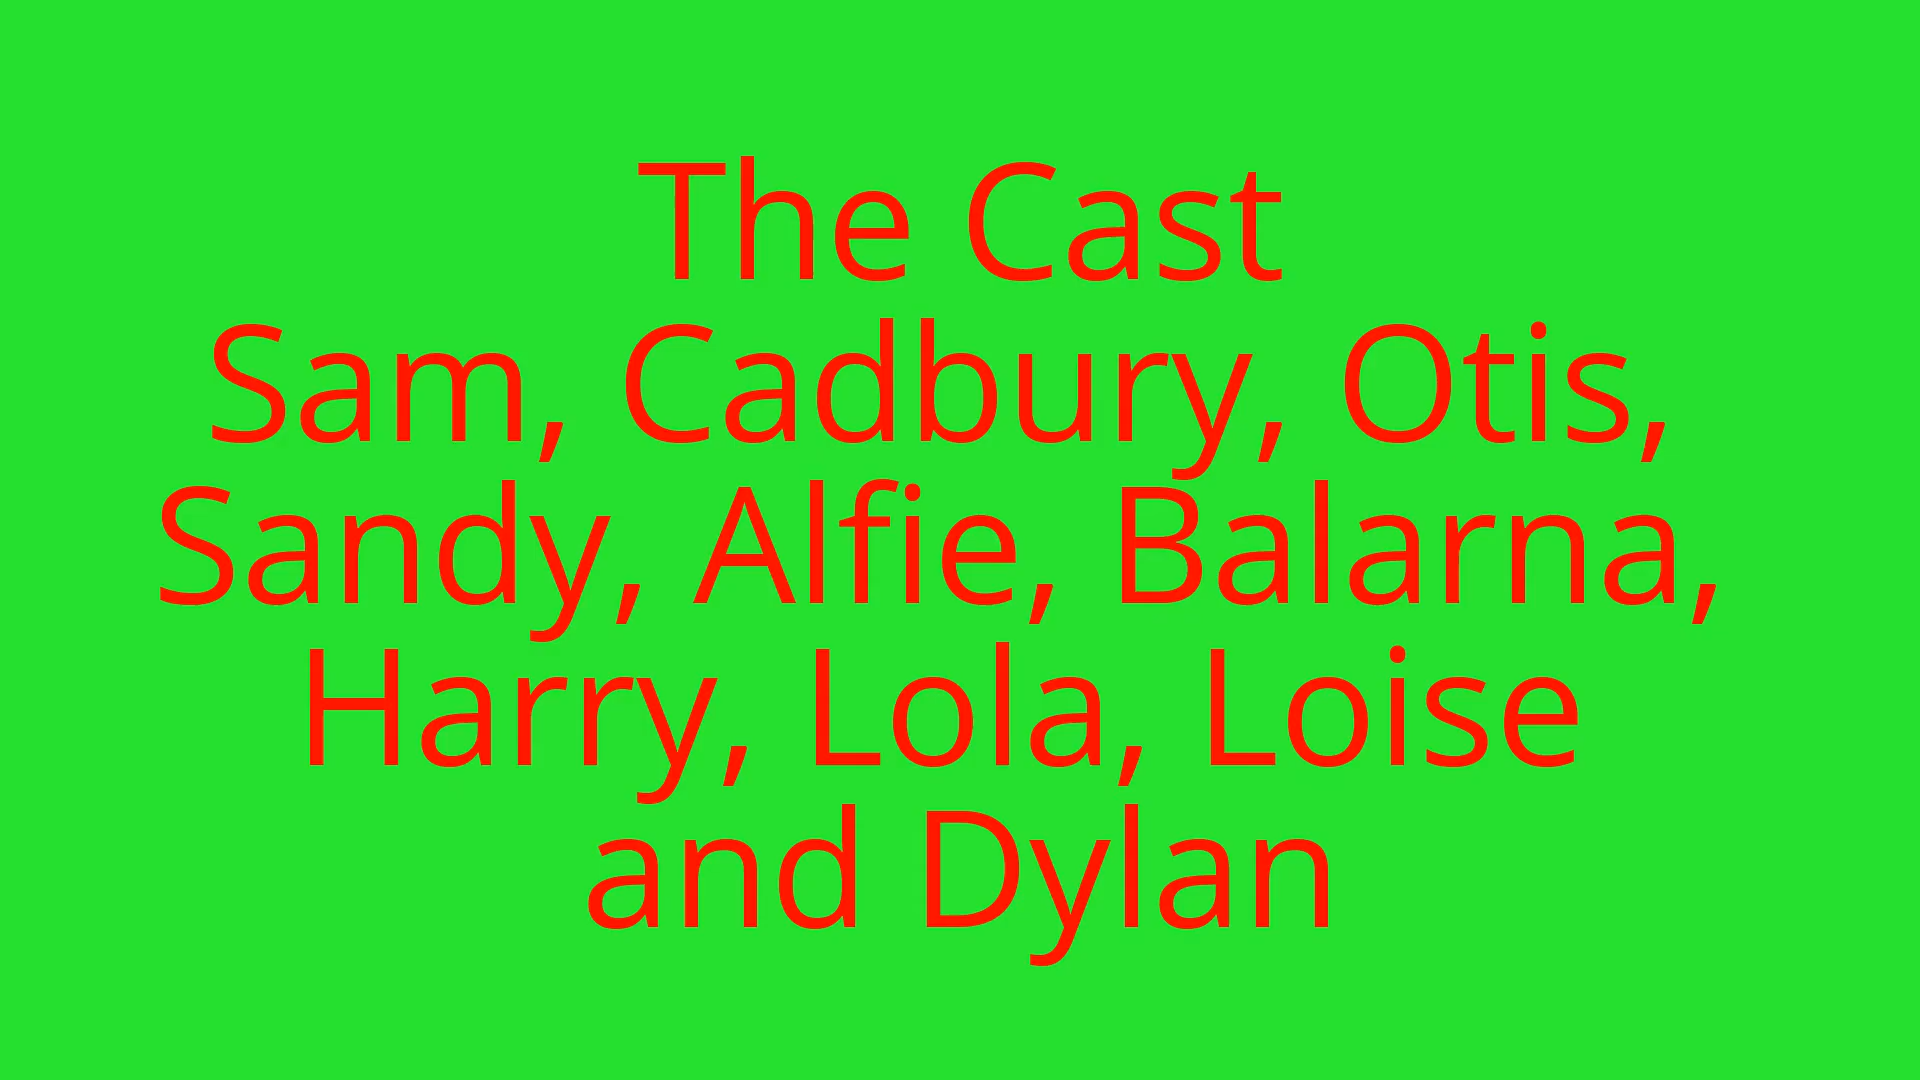 The Cast
Sam, Cadbury, Otis,
Sandy, Alfie, Balarna,
Harry, Lola, Loise
and Dylan